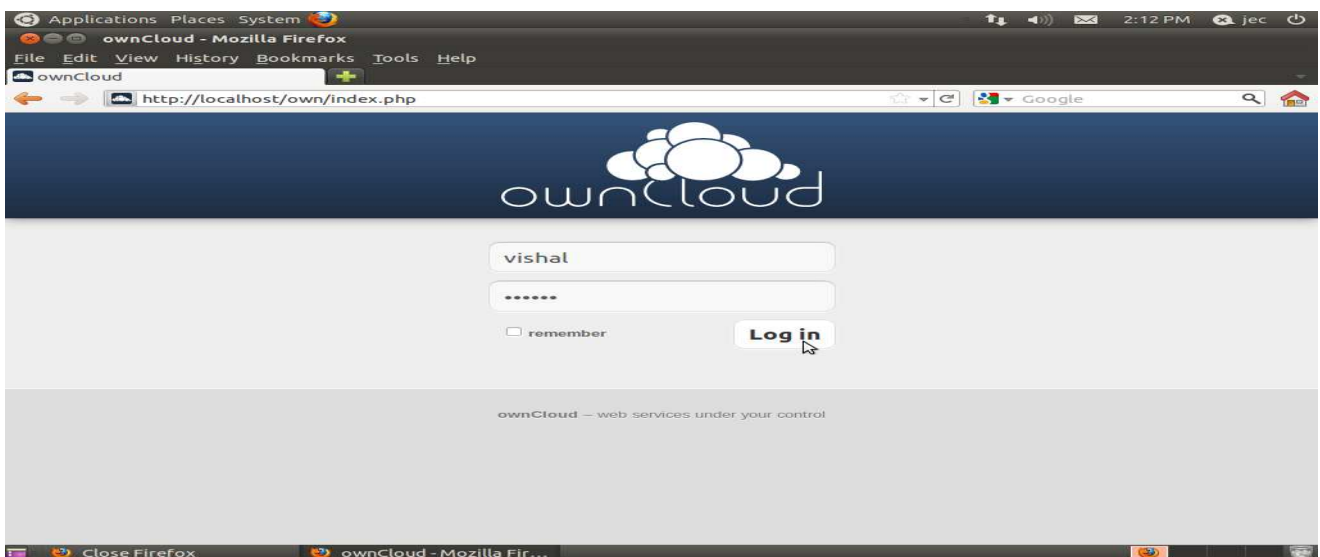 Applications Places System 2:12 PM jec
ownCloud - Mozilla Firefox
File Edit View History Bookmarks Tools Help
ownCloud
http://localhost/own/index.php Google
ownCloud
vishal
••••••
remember Log in
ownCloud – web services under your control
Close Firefox ownCloud - Mozilla Fir...